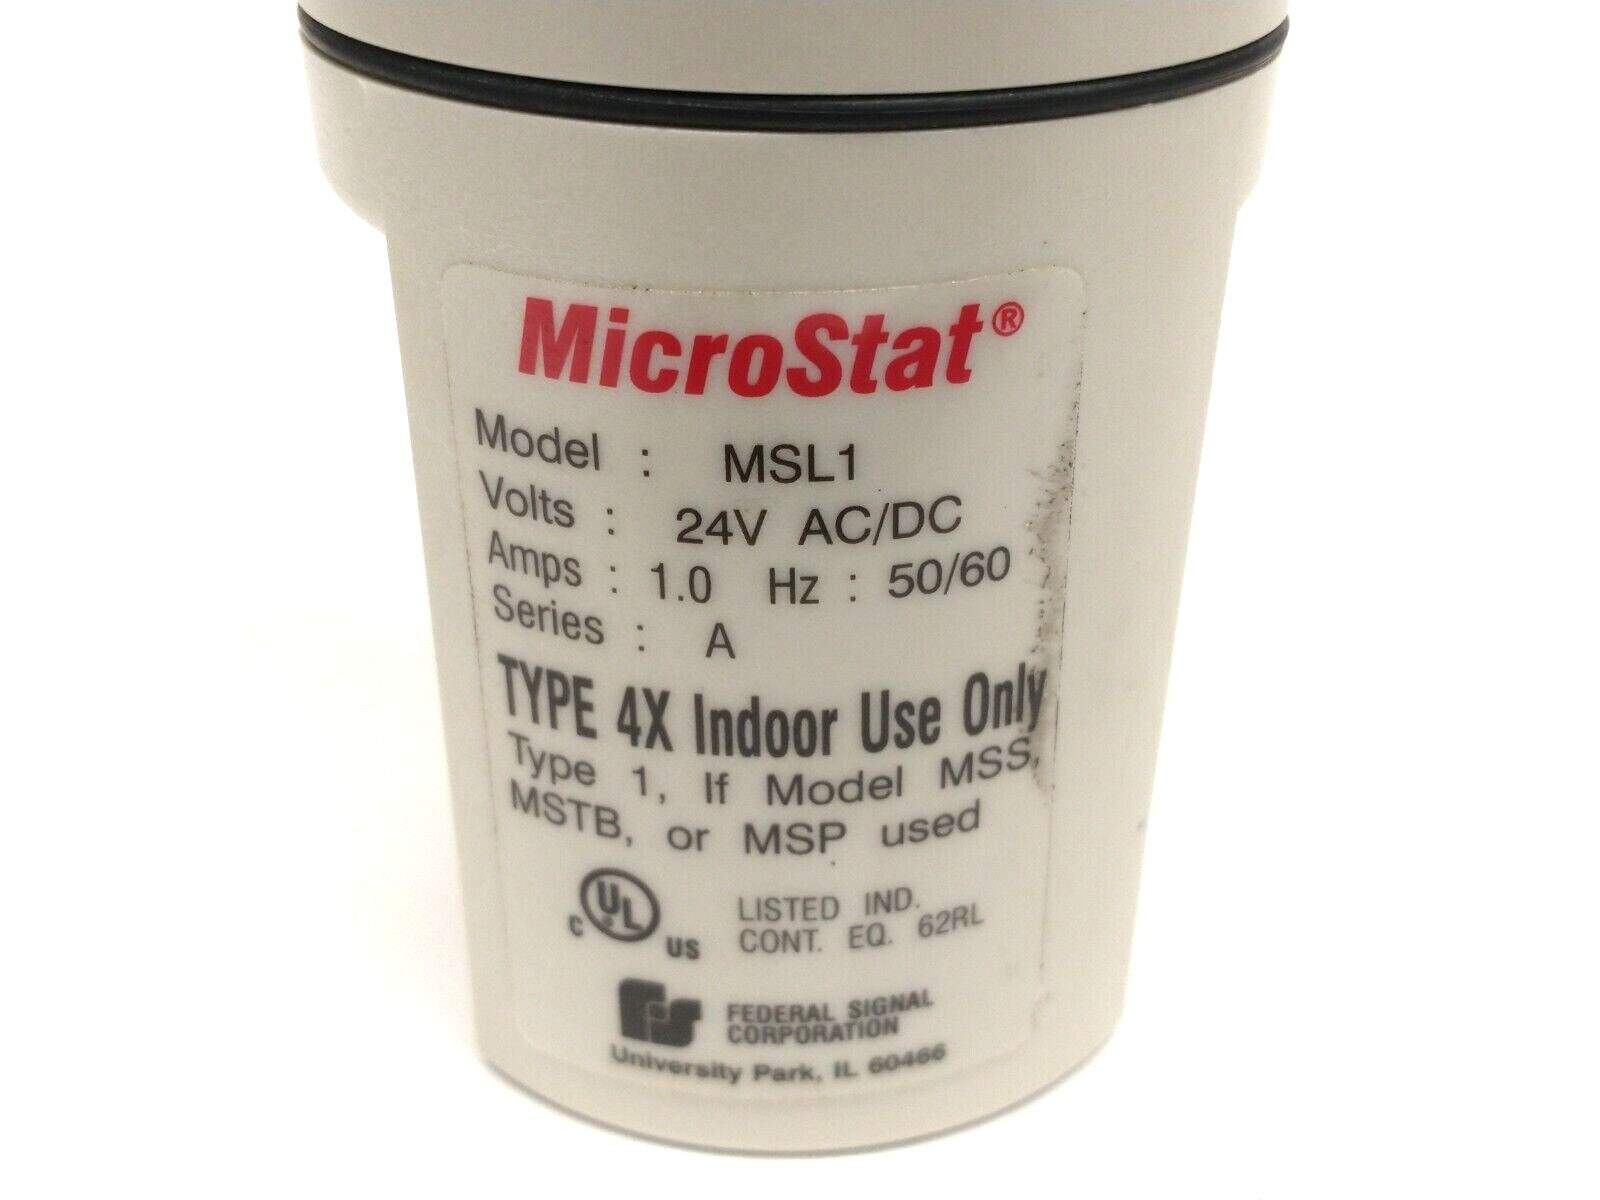 MicroStat®
Model : MSL1
Volts : 24V AC/DC
Amps : 1.0 Hz : 50/60
Series : A
TYPE 4X Indoor Use Only
Type 1, If Model MSS,
MSTB, or MSP used
C UL US
LISTED IND.
CONT. EQ. 62RL
FEDERAL SIGNAL
CORPORATION
University Park, IL 60466